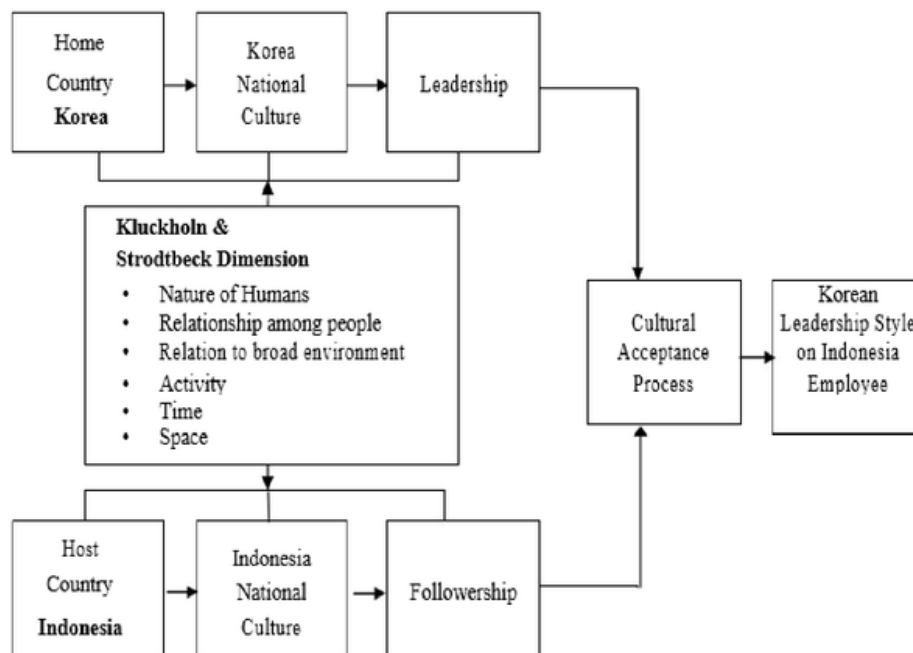 Home
Country
Korea
Korea
National
Culture
Leadership
Kluckholn &
Strodtbeck Dimension
• Nature of Humans
• Relationship among people
• Relation to broad environment
• Activity
• Time
• Space
Cultural
Acceptance
Process
Korean
Leadership Style
on Indonesia
Employee
Host
Country
Indonesia
Indonesia
National
Culture
Followership